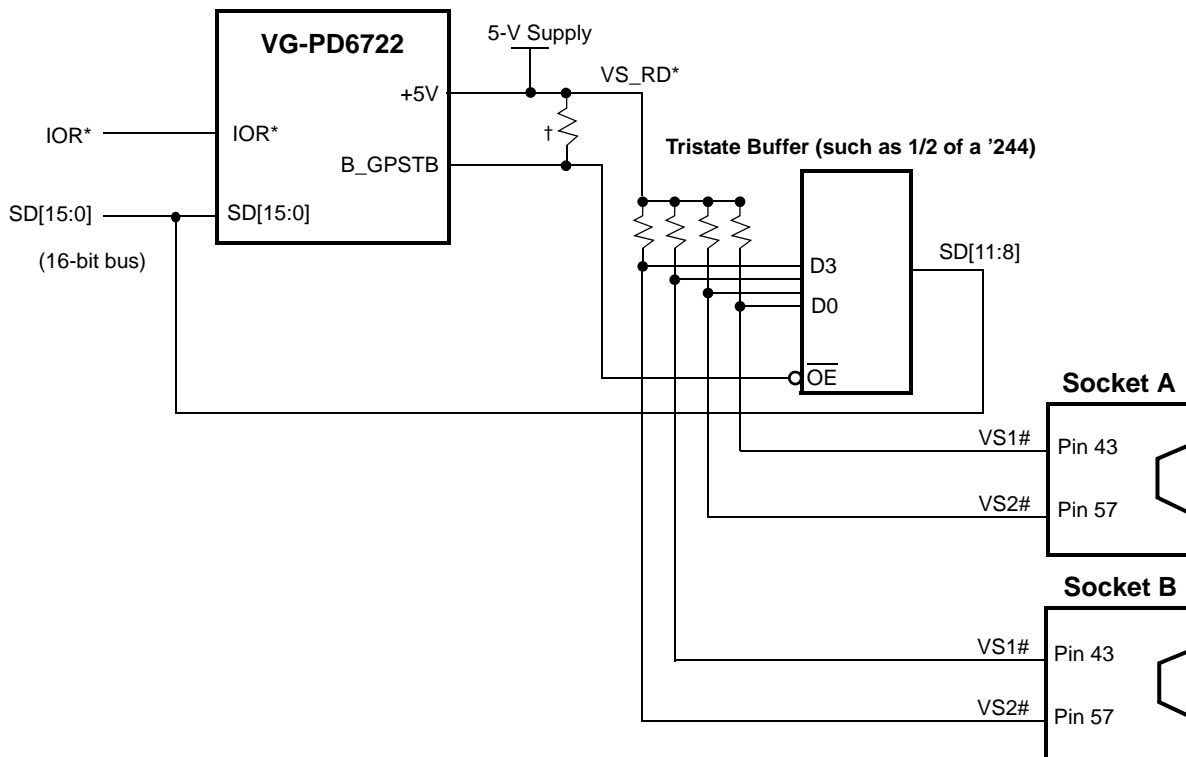 VG-PD6722
5-V Supply
+5V
VS_RD*
IOR*
IOR*
†
B_GPSTB
Tristate Buffer (such as 1/2 of a ’244)
SD[15:0]
SD[15:0]
(16-bit bus)
SD[11:8]
D3
D0
OE
Socket A
VS1#
Pin 43
VS2#
Pin 57
Socket B
VS1#
Pin 43
VS2#
Pin 57